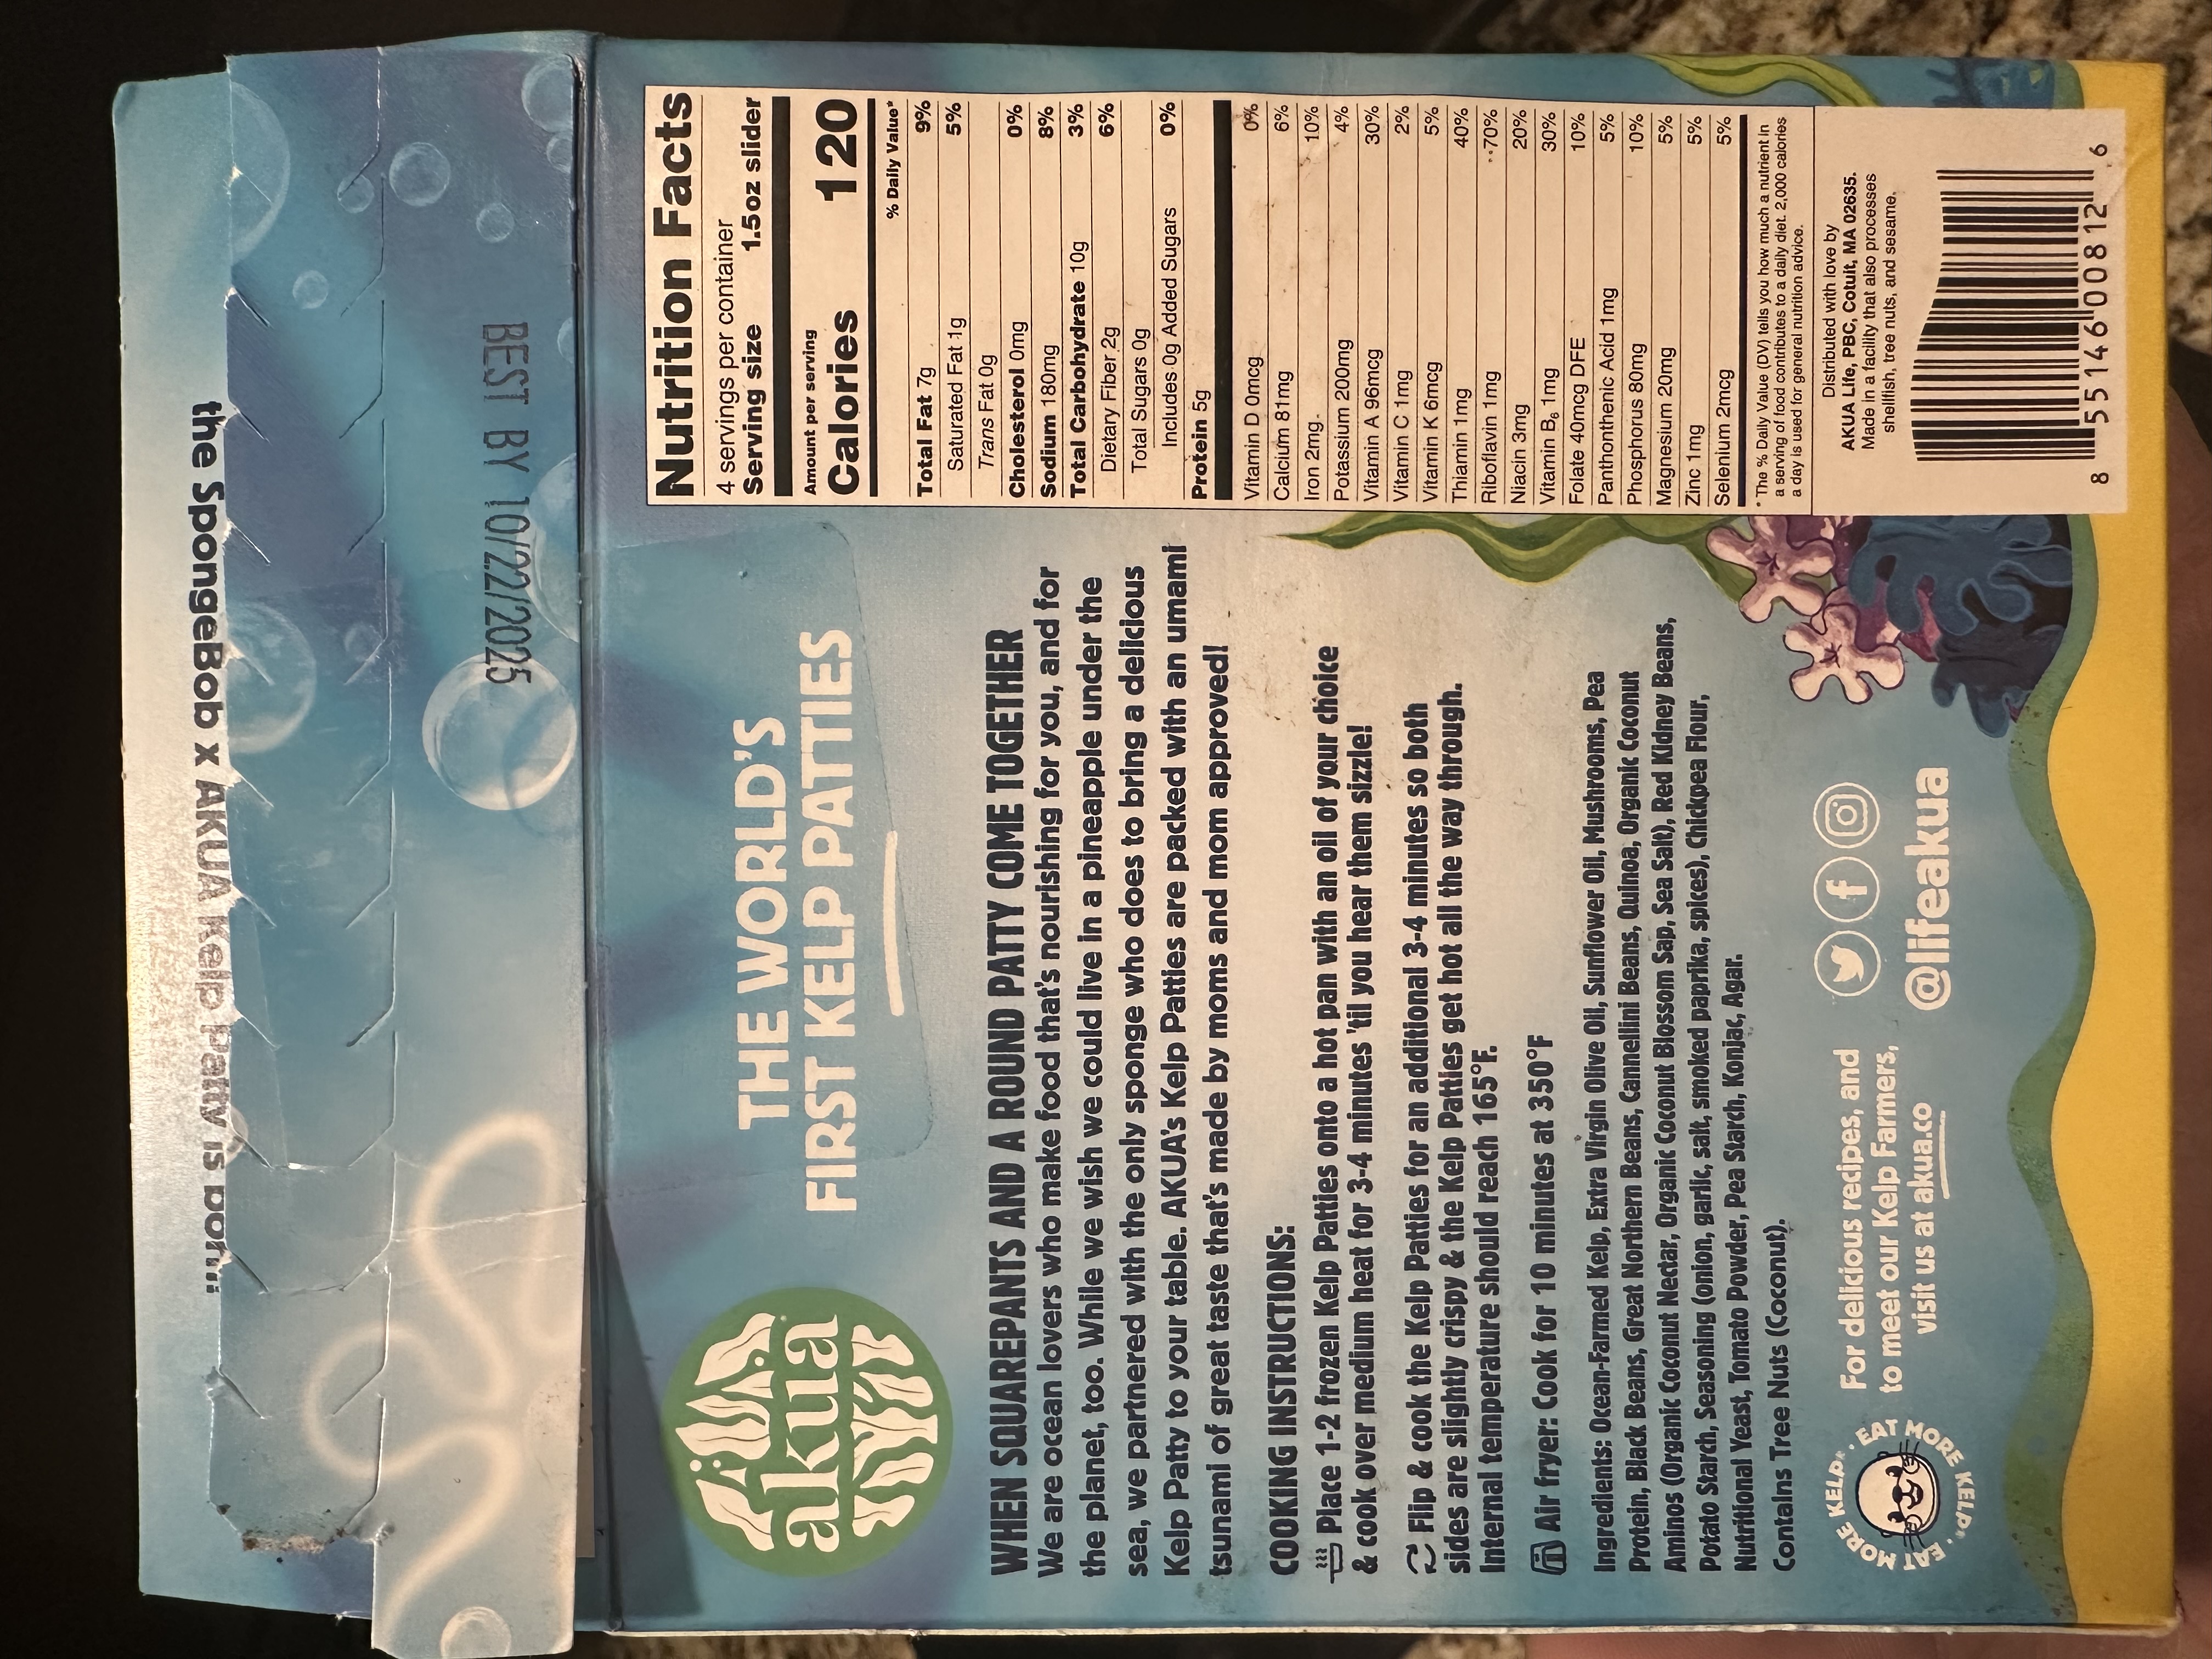 the SpongeBob x AKUA Kelp Patty is born!
BEST BY 10/22/2025
akua
THE WORLD'S
FIRST KELP PATTIES
WHEN SQUAREPANTS AND A ROUND PATTY COME TOGETHER
We are ocean lovers who make food that's nourishing for you, and for
the planet, too. While we wish we could live in a pineapple under the
sea, we partnered with the only sponge who does to bring a delicious
Kelp Patty to your table. AKUA's Kelp Patties are packed with an umami
tsunami of great taste that's made by moms and mom approved!
COOKING INSTRUCTIONS:
Place 1-2 frozen Kelp Patties onto a hot pan with an oil of your choice
& cook over medium heat for 3-4 minutes 'til you hear them sizzle!
Flip & cook the Kelp Patties for an additional 3-4 minutes so both
sides are slightly crispy & the Kelp Patties get hot all the way through.
Internal temperature should reach 165°F.
Air fryer: Cook for 10 minutes at 350°F
Ingredients: Ocean-Farmed Kelp, Extra Virgin Olive Oil, Sunflower Oil, Mushrooms, Pea
Protein, Black Beans, Great Northern Beans, Cannellini Beans, Quinoa, Organic Coconut
Aminos (Organic Coconut Nectar, Organic Coconut Blossom Sap, Sea Salt), Red Kidney Beans,
Potato Starch, Seasoning (onion, garlic, salt, smoked paprika, spices), Chickpea Flour,
Nutritional Yeast, Tomato Powder, Pea Starch, Konjac, Agar.
Contains Tree Nuts (Coconut).
EAT MORE KELP® · EAT MORE KELP® · EAT
For delicious recipes, and
to meet our Kelp Farmers,
visit us at akua.co
@lifeakua
Nutrition Facts
4 servings per container
Serving size 1.5oz slider
Amount per serving
Calories 120
% Daily Value*
Total Fat 7g 9%
Saturated Fat 1g 5%
Trans Fat 0g
Cholesterol 0mg 0%
Sodium 180mg 8%
Total Carbohydrate 10g 3%
Dietary Fiber 2g 6%
Total Sugars 0g
Includes 0g Added Sugars 0%
Protein 5g
Vitamin D 0mcg 0%
Calcium 81mg 6%
Iron 2mg 10%
Potassium 200mg 4%
Vitamin A 96mcg 30%
Vitamin C 1mg 2%
Vitamin K 6mcg 5%
Thiamin 1mg 40%
Riboflavin 1mg 70%
Niacin 3mg 20%
Vitamin B6 1mg 30%
Folate 40mcg DFE 10%
Panthonthenic Acid 1mg 5%
Phosphorus 80mg 10%
Magnesium 20mg 5%
Zinc 1mg 5%
Selenium 2mcg 5%
* The % Daily Value (DV) tells you how much a nutrient in
a serving of food contributes to a daily diet. 2,000 calories
a day is used for general nutrition advice.
Distributed with love by
AKUA Life, PBC, Cotuit, MA 02635.
Made in a facility that also processes
shellfish, tree nuts, and sesame.
8 55146 00812 6